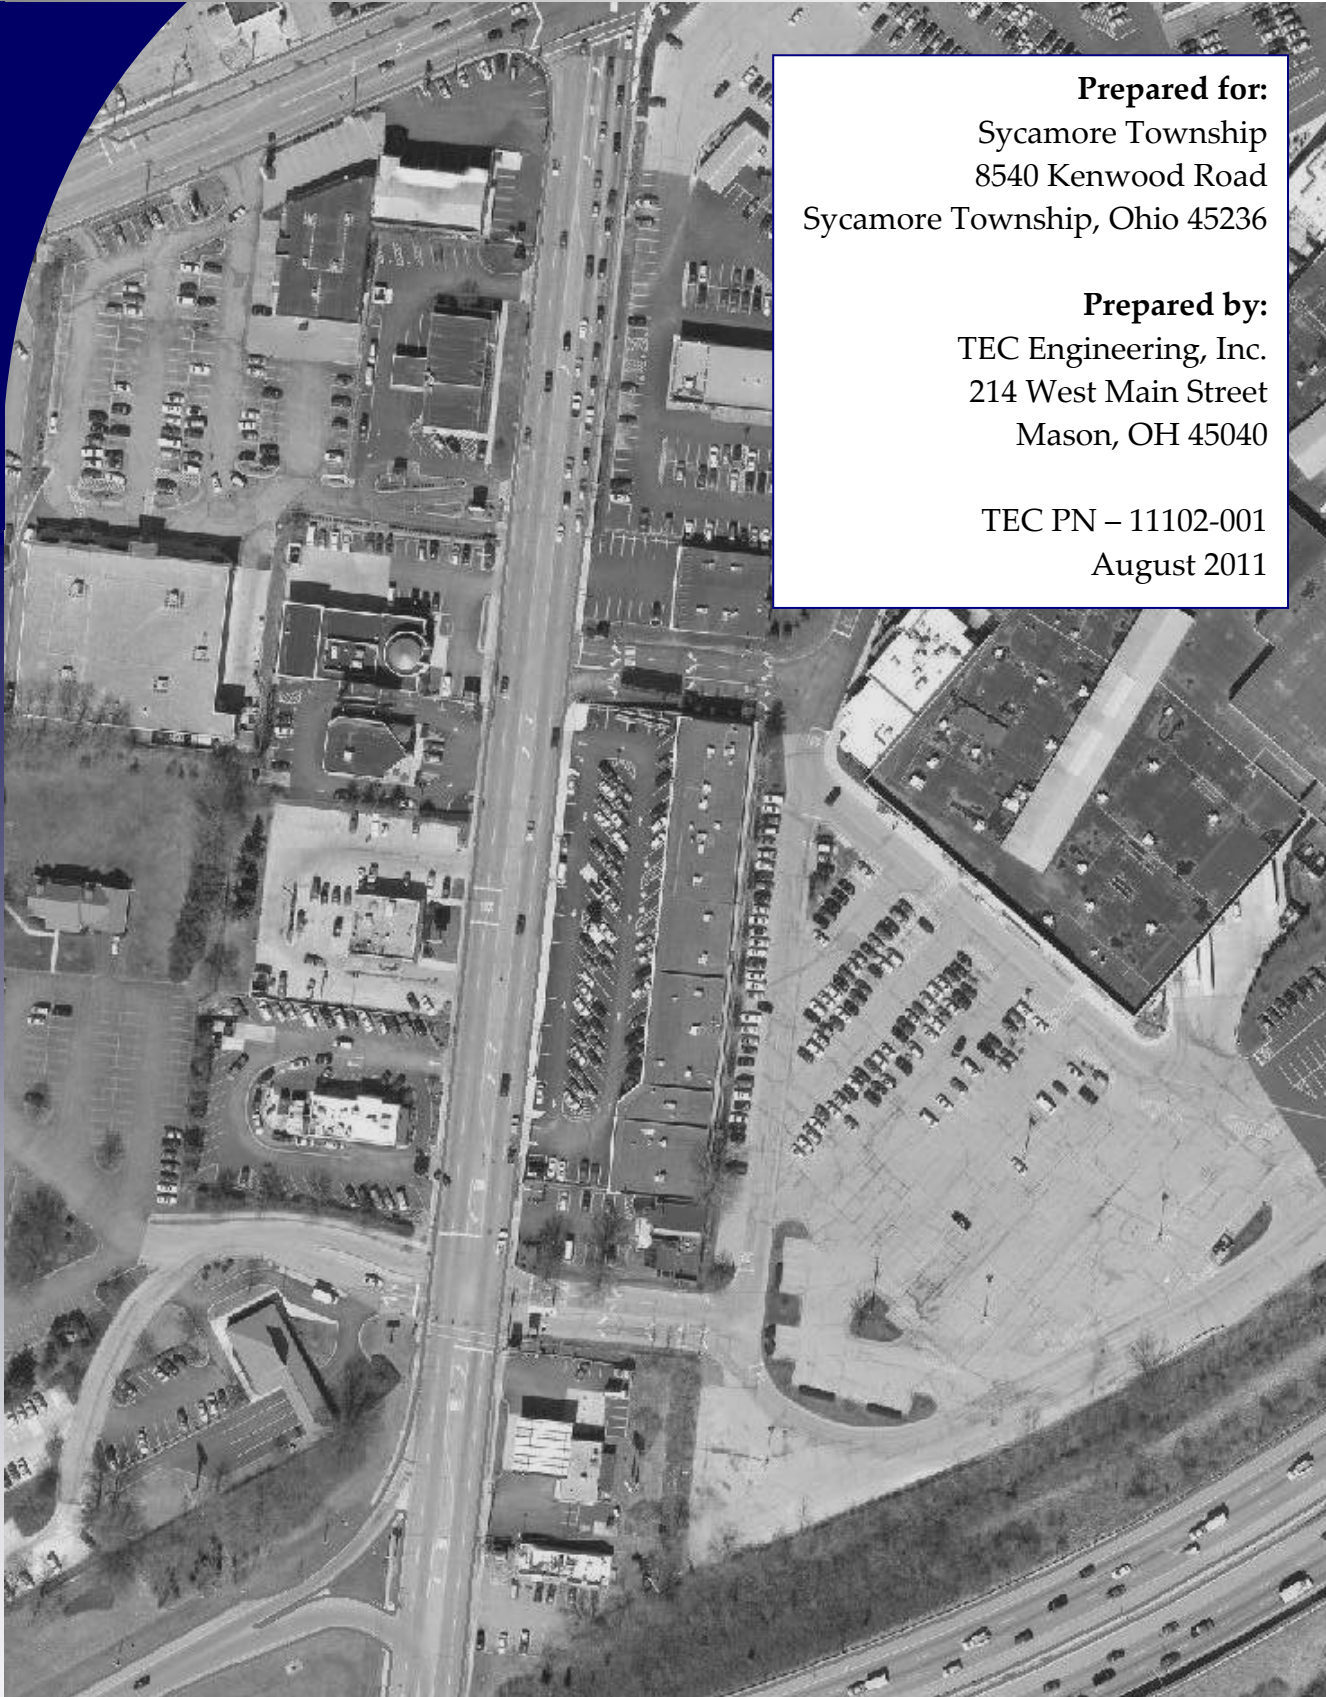 Prepared for:
Sycamore Township
8540 Kenwood Road
Sycamore Township, Ohio 45236
Prepared by:
TEC Engineering, Inc.
214 West Main Street
Mason, OH 45040
TEC PN – 11102-001
August 2011